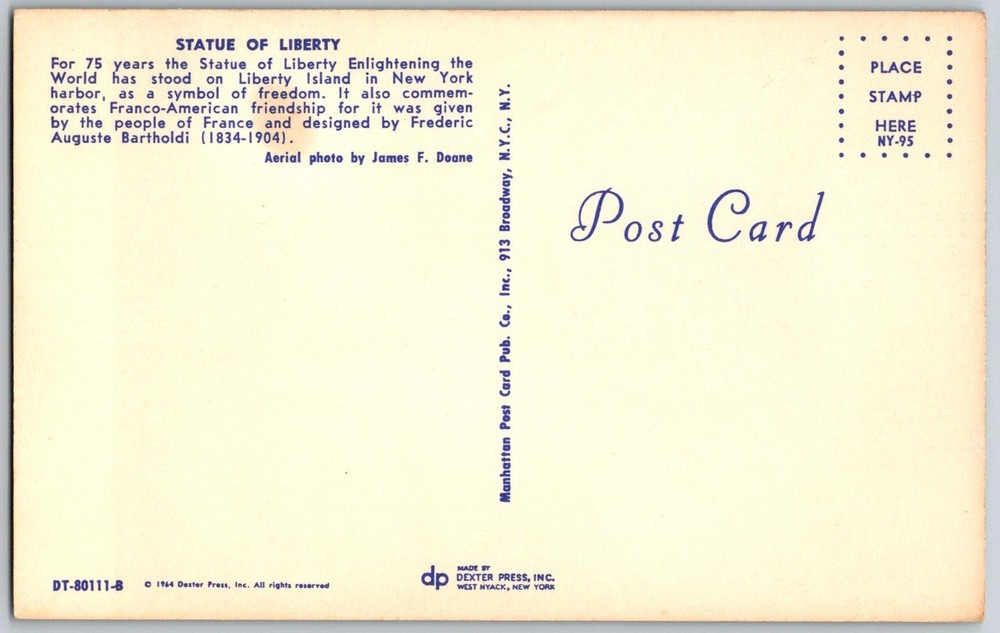 STATUE OF LIBERTY
For 75 years the Statue of Liberty Enlightening the
World has stood on Liberty Island in New York
harbor, as a symbol of freedom. It also commem-
orates Franco-American friendship for it was given
by the people of France and designed by Frederic
Auguste Bartholdi (1834-1904).
Aerial photo by James F. Doane
Manhattan Post Card Pub. Co., Inc., 913 Broadway, N.Y.C., N.Y.
PLACE
STAMP
HERE
NY-95
Post Card
DT-80111-B
© 1964 Dexter Press, Inc. All rights reserved
dp
MADE BY
DEXTER PRESS, INC.
WEST NYACK, NEW YORK